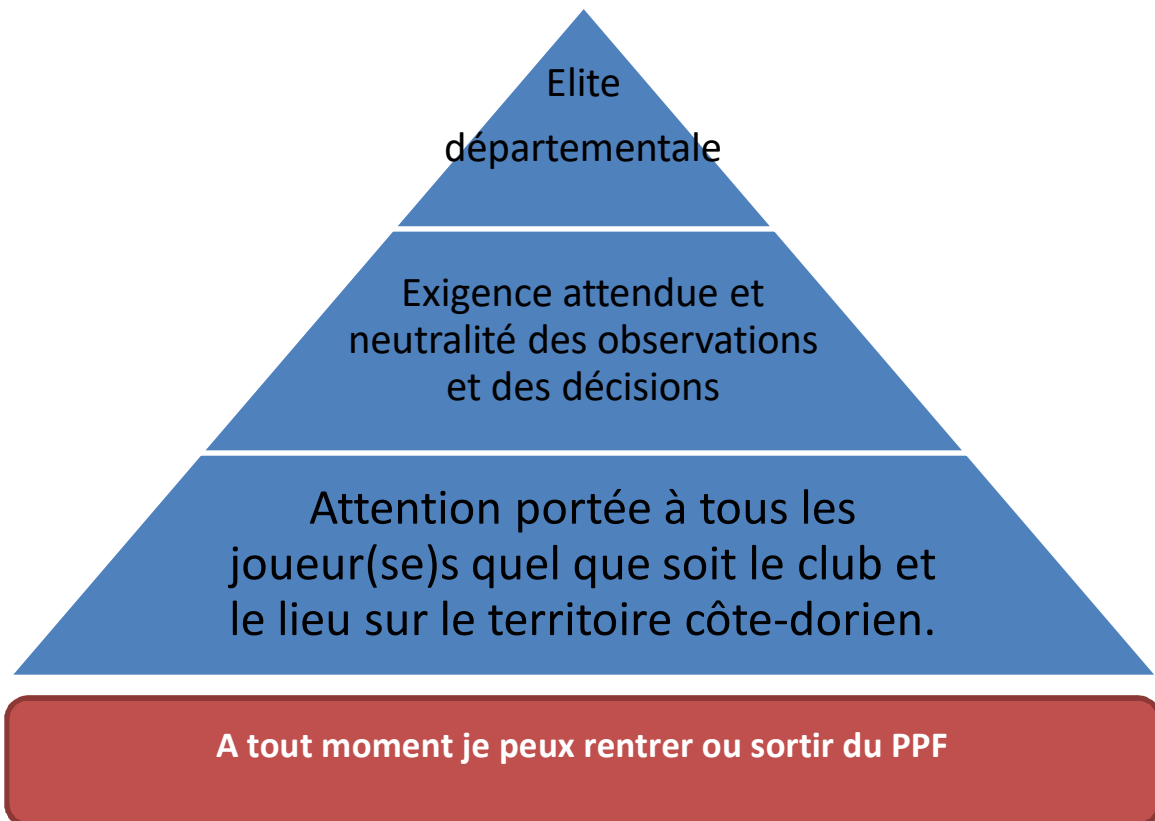 Elite
départementale
Exigence attendue et
neutralité des observations
et des décisions
Attention portée à tous les
joueur(se)s quel que soit le club et
le lieu sur le territoire côte-dorien.
A tout moment je peux rentrer ou sortir du PPF